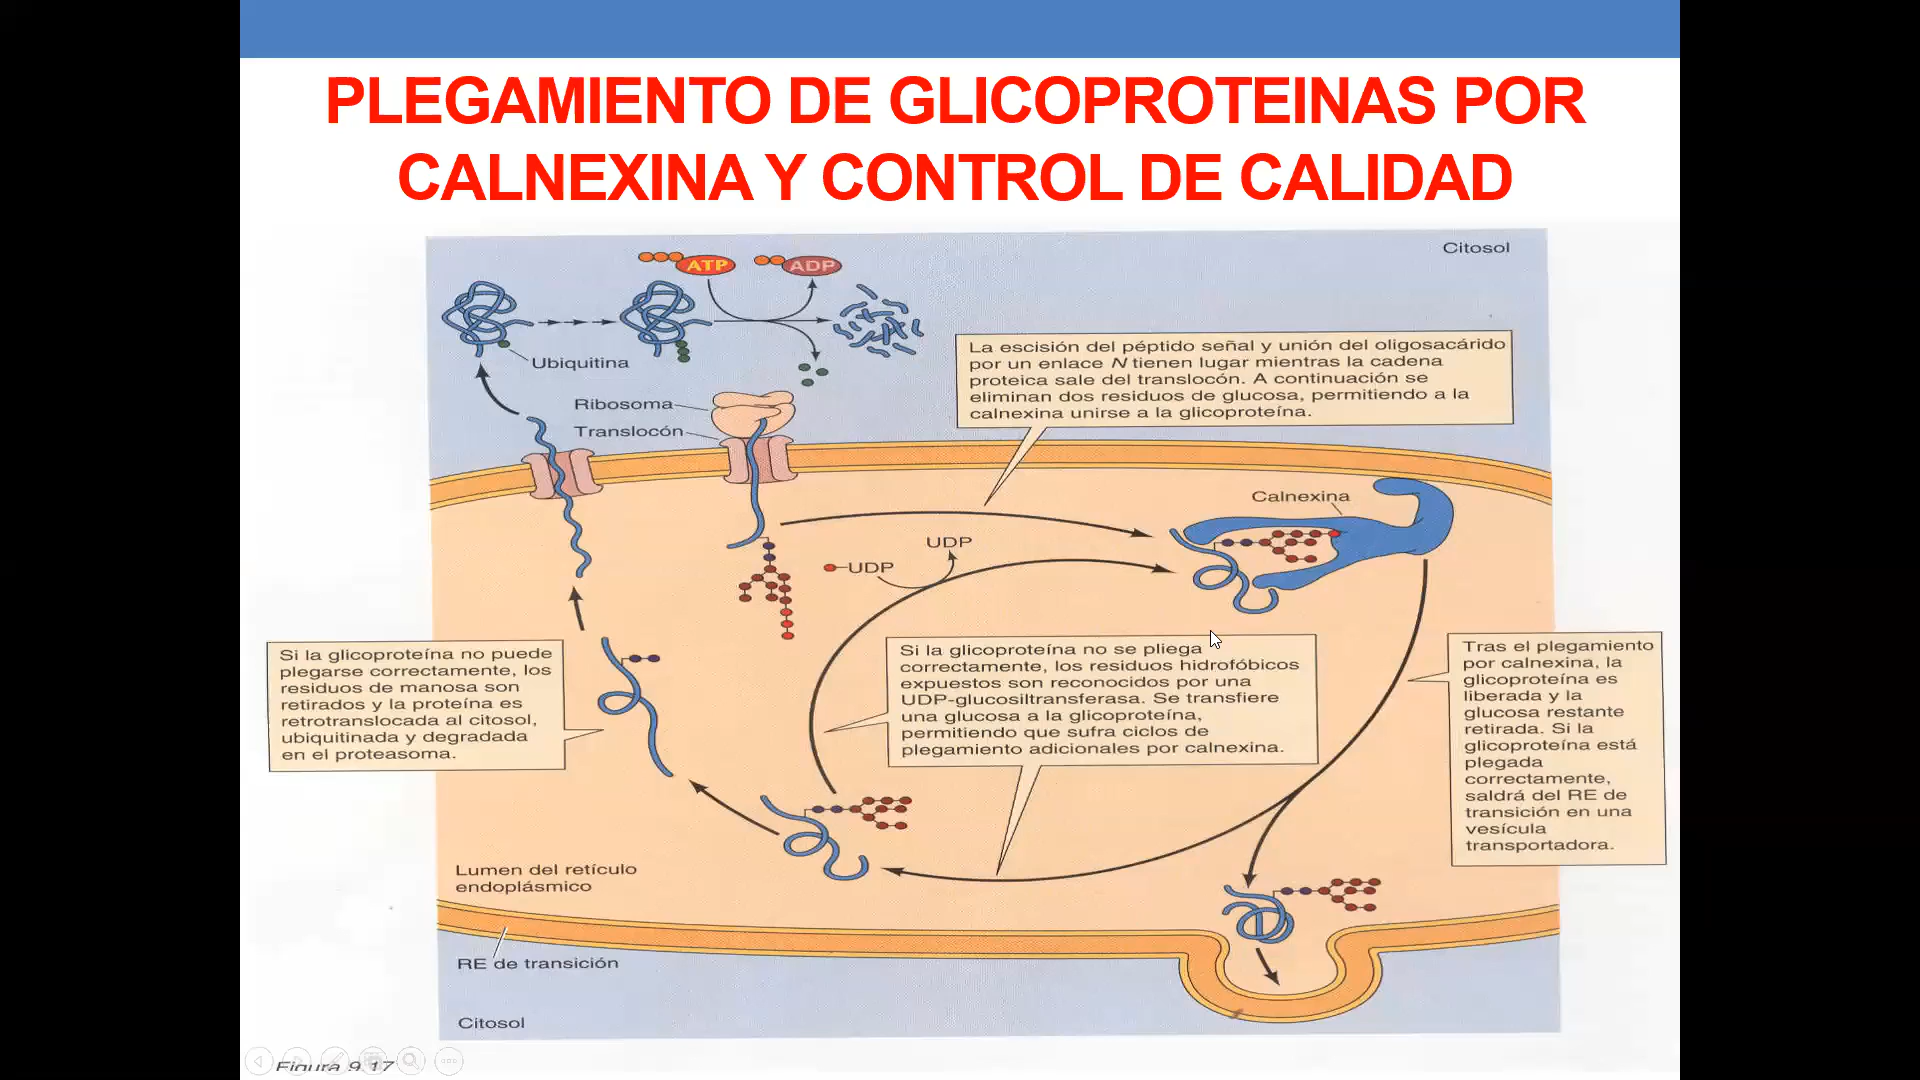 PLEGAMIENTO DE GLICOPROTEINAS POR
CALNEXINA Y CONTROL DE CALIDAD
Citosol
ATP
ADP
Ubiquitina
Ribosoma
Translocón
La escisión del péptido señal y unión del oligosacárido
por un enlace N tienen lugar mientras la cadena
proteica sale del translocón. A continuación se
eliminan dos residuos de glucosa, permitiendo a la
calnexina unirse a la glicoproteína.
Calnexina
UDP
UDP
Si la glicoproteína no puede
plegarse correctamente, los
residuos de manosa son
retirados y la proteína es
retrotranslocada al citosol,
ubiquitinada y degradada
en el proteasoma.
Si la glicoproteína no se pliega
correctamente, los residuos hidrofóbicos
expuestos son reconocidos por una
UDP-glucosiltransferasa. Se transfiere
una glucosa a la glicoproteína,
permitiendo que sufra ciclos de
plegamiento adicionales por calnexina.
Tras el plegamiento
por calnexina, la
glicoproteína es
liberada y la
glucosa restante
retirada. Si la
glicoproteína está
plegada
correctamente,
saldrá del RE de
transición en una
vesícula
transportadora.
Lumen del retículo
endoplásmico
RE de transición
Citosol
Figura 9.17